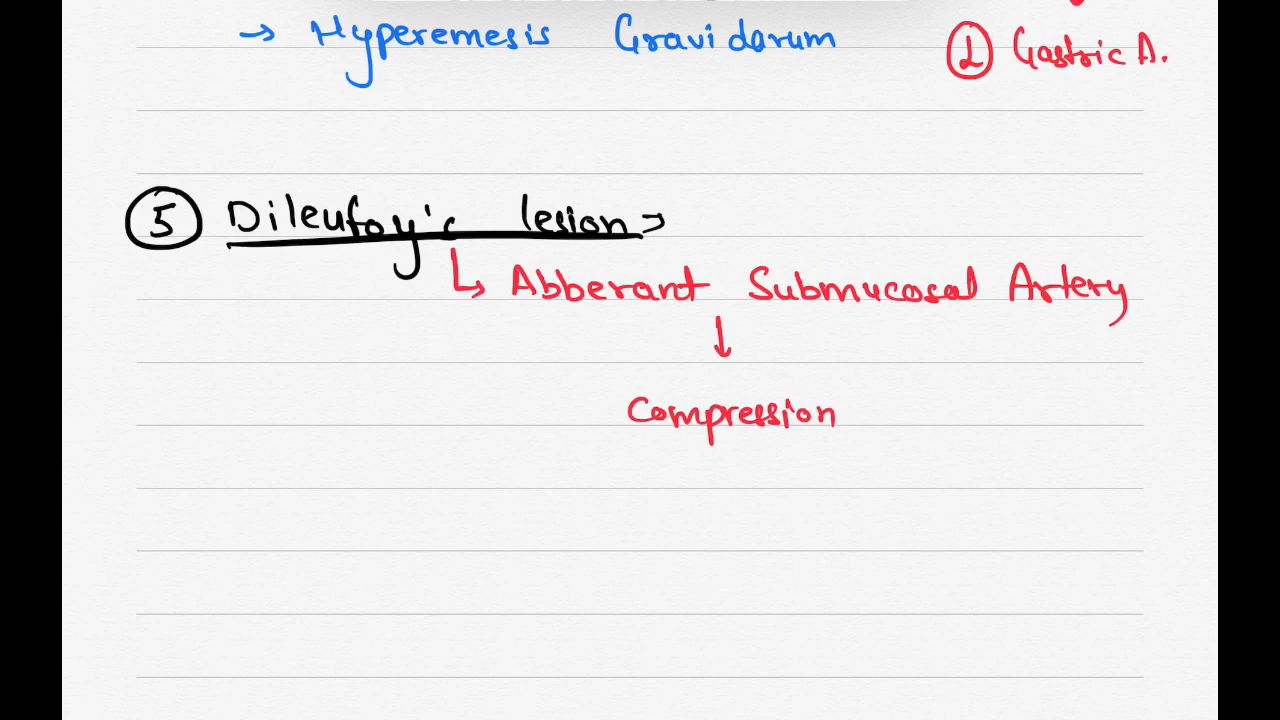 → Hyperemesis Gravidarum
① Gastric A.
⑤ Dileufoy's lesion →
↳ Abberant Submucosal Artery
↓
Compression